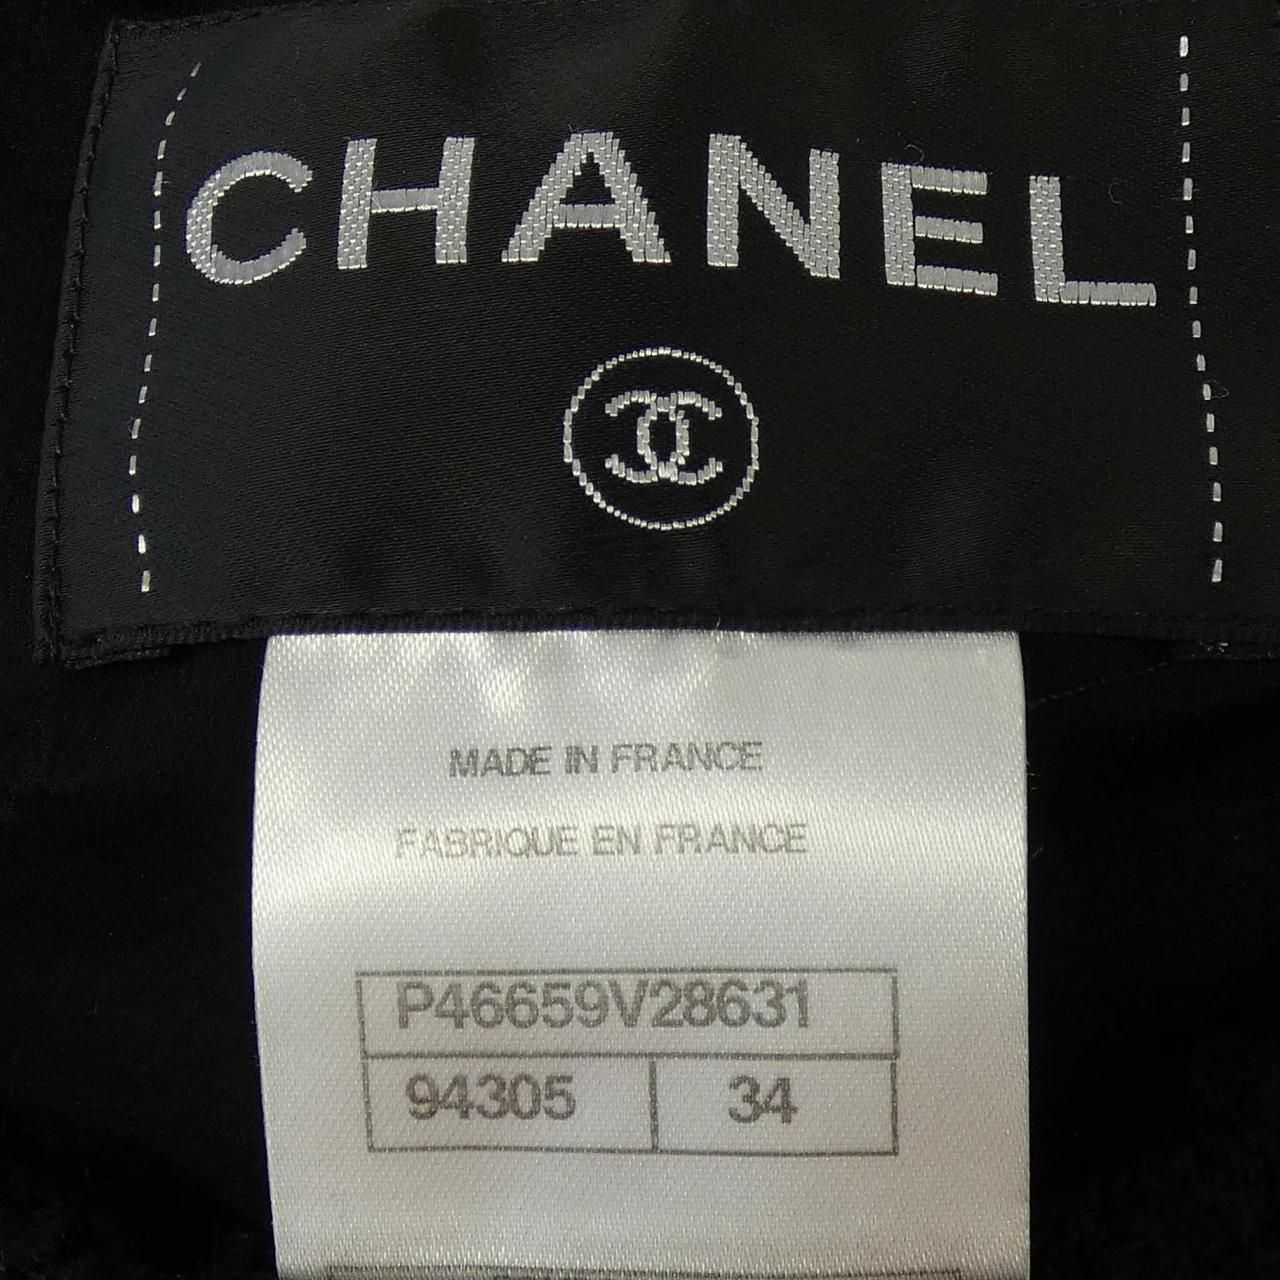 CHANEL
MADE IN FRANCE
FABRIQUE EN FRANCE
P46659V28631
94305 34